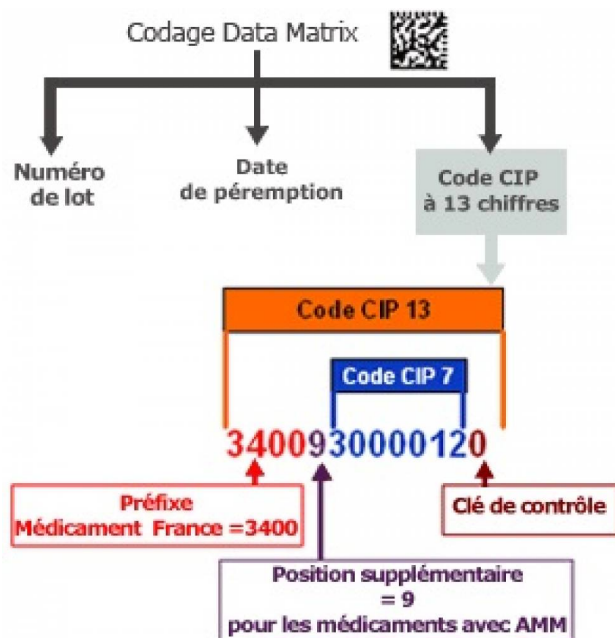 Codage Data Matrix
Numéro
de lot
Date
de péremption
Code CIP
à 13 chiffres
Code CIP 13
Code CIP 7
3400930000120
Préfixe
Médicament France =3400
Clé de contrôle
Position supplémentaire
= 9
pour les médicaments avec AMM